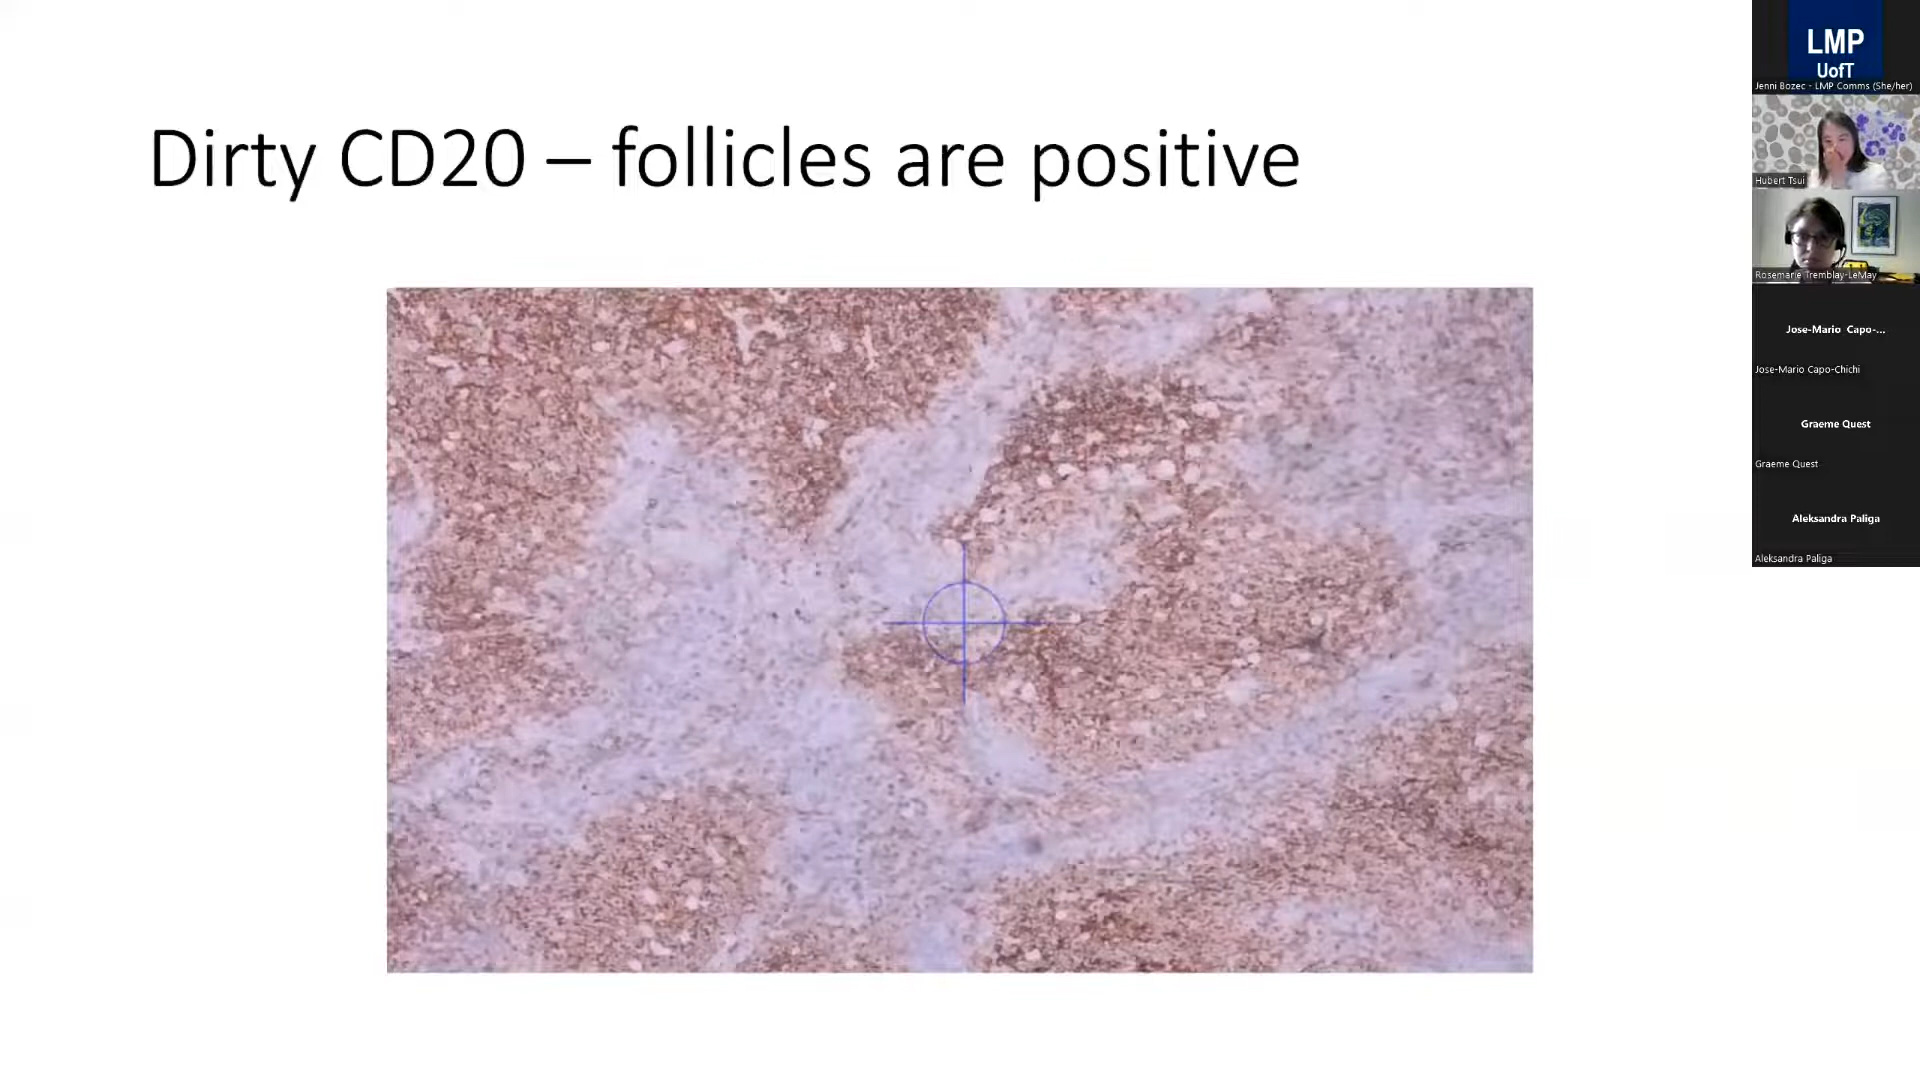 Dirty CD20 – follicles are positive
LMP
UofT
Jenni Bozec - LMP Comms (She/her)
Hubert Tsui
Rosemarie Tremblay-LeMay
Jose-Mario Capo-...
Jose-Mario Capo-Chichi
Graeme Quest
Graeme Quest
Aleksandra Paliga
Aleksandra Paliga